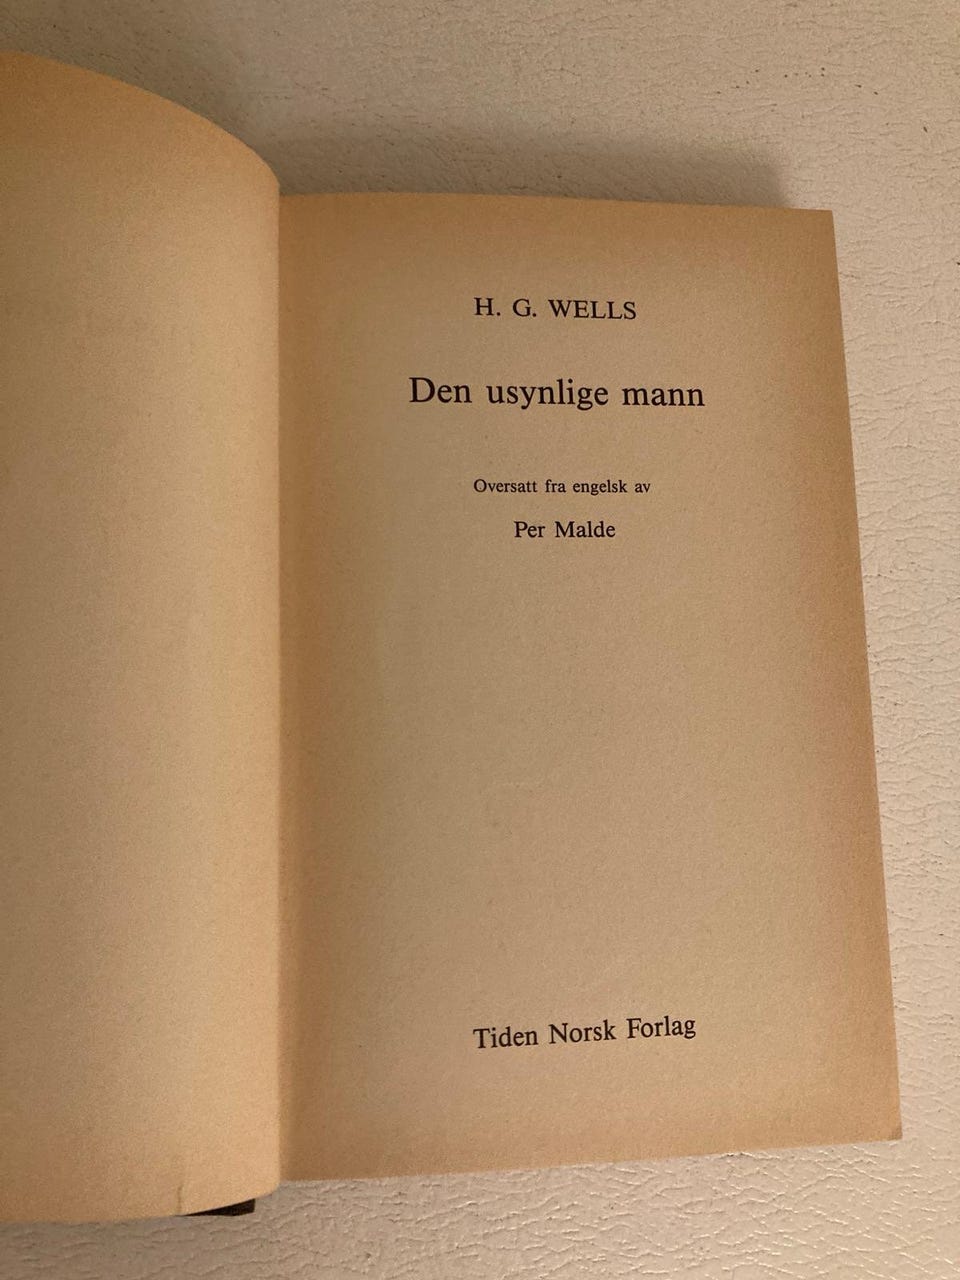 H. G. WELLS
Den usynlige mann
Oversatt fra engelsk av
Per Malde
Tiden Norsk Forlag